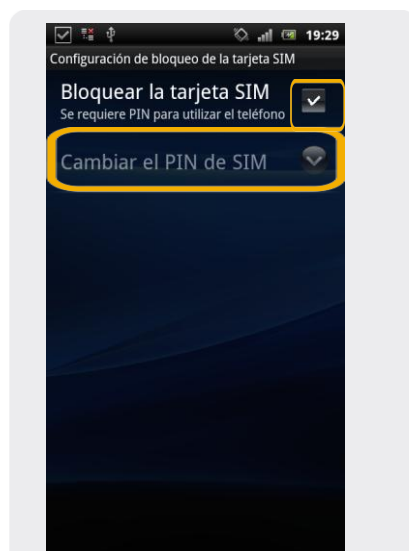 19:29
Configuración de bloqueo de la tarjeta SIM
Bloquear la tarjeta SIM
Se requiere PIN para utilizar el teléfono
Cambiar el PIN de SIM